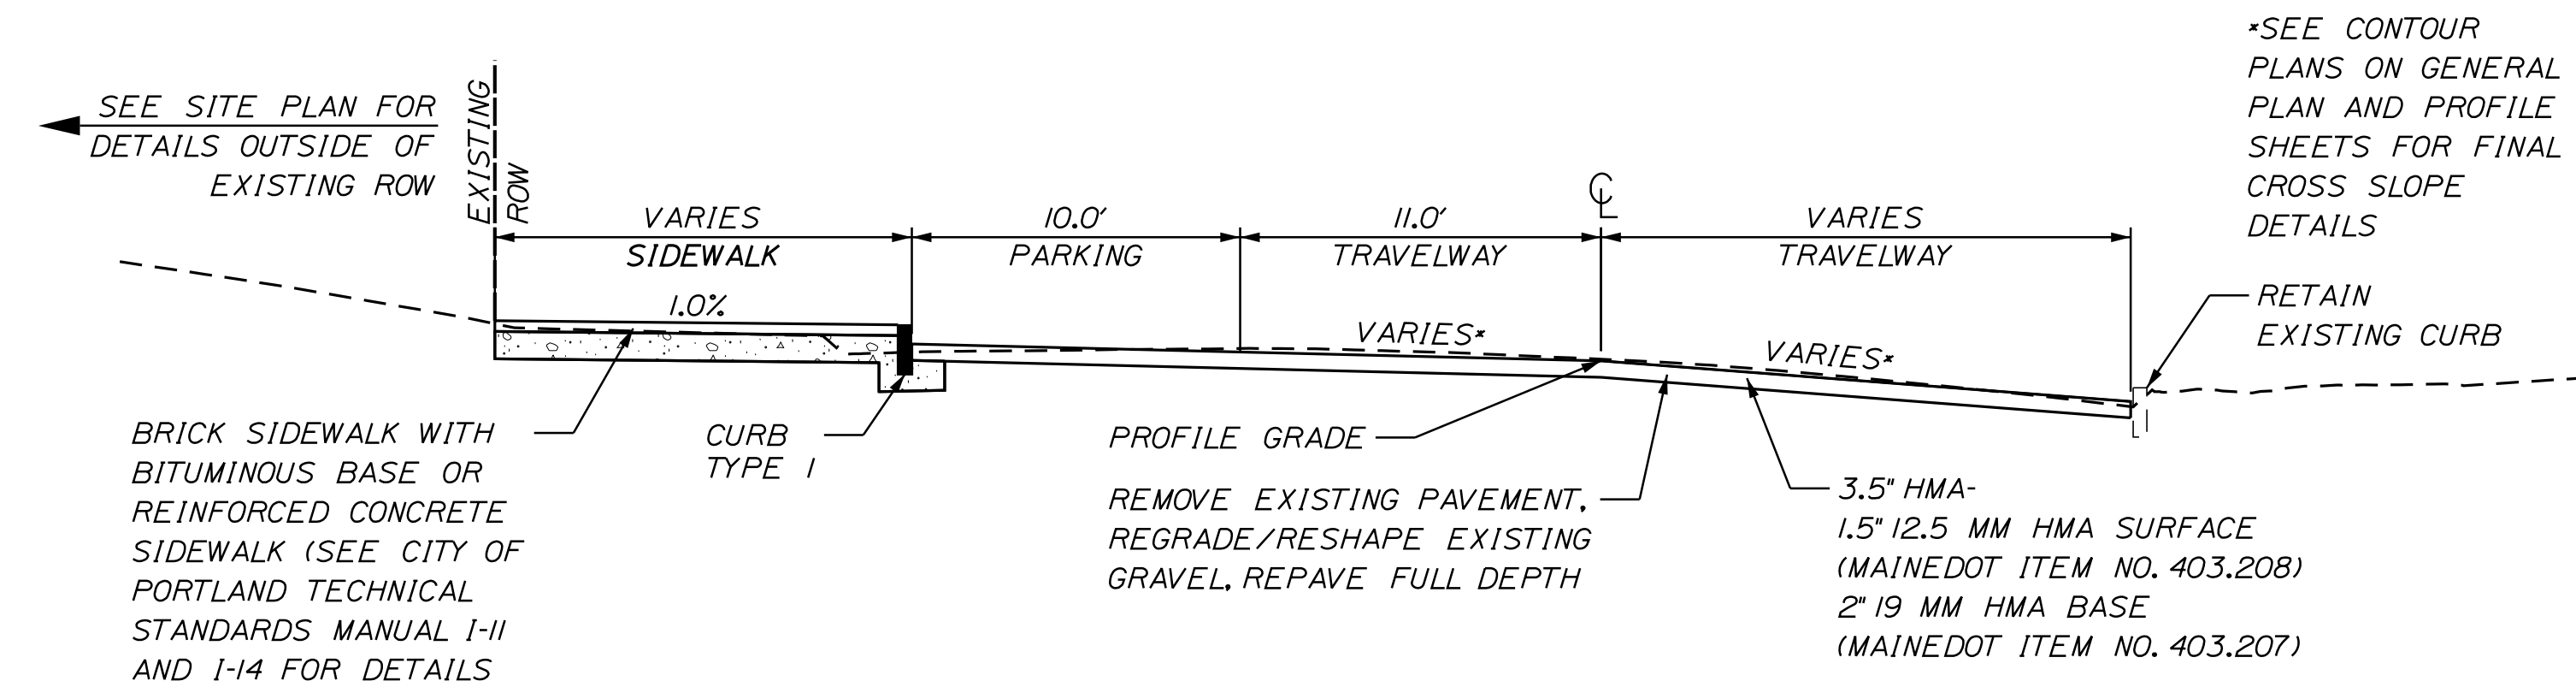 *SEE CONTOUR
PLANS ON GENERAL
PLAN AND PROFILE
SHEETS FOR FINAL
CROSS SLOPE
DETAILS
SEE SITE PLAN FOR
DETAILS OUTSIDE OF
EXISTING ROW
EXISTING
ROW
VARIES
SIDEWALK
10.0'
PARKING
11.0'
TRAVELWAY
℄
VARIES
TRAVELWAY
1.0%
VARIES*
VARIES*
RETAIN
EXISTING CURB
BRICK SIDEWALK WITH
BITUMINOUS BASE OR
REINFORCED CONCRETE
SIDEWALK (SEE CITY OF
PORTLAND TECHNICAL
STANDARDS MANUAL I-11
AND I-14 FOR DETAILS
CURB
TYPE 1
PROFILE GRADE
REMOVE EXISTING PAVEMENT,
REGRADE/RESHAPE EXISTING
GRAVEL, REPAVE FULL DEPTH
3.5" HMA-
1.5" 12.5 MM HMA SURFACE
(MAINEDOT ITEM NO. 403.208)
2" 19 MM HMA BASE
(MAINEDOT ITEM NO. 403.207)